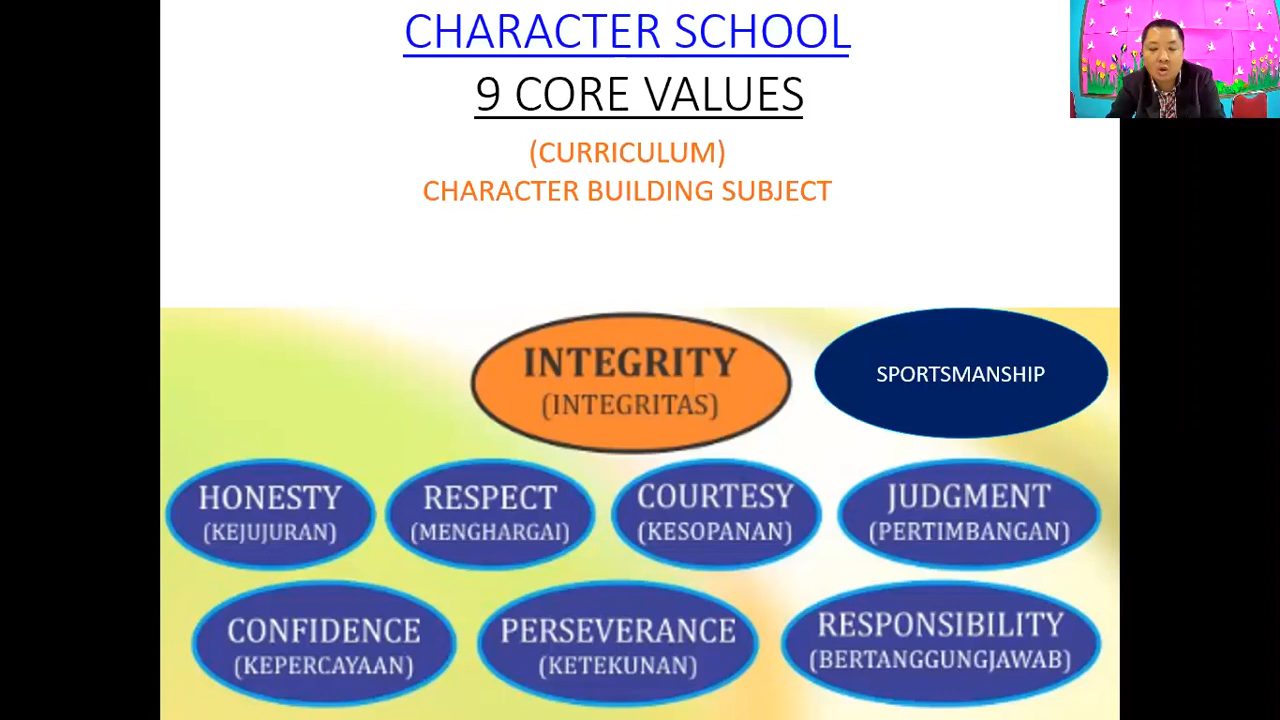 CHARACTER SCHOOL
9 CORE VALUES
(CURRICULUM)
CHARACTER BUILDING SUBJECT
INTEGRITY
(INTEGRITAS)
SPORTSMANSHIP
HONESTY
(KEJUJURAN)
RESPECT
(MENGHARGAI)
COURTESY
(KESOPANAN)
JUDGMENT
(PERTIMBANGAN)
CONFIDENCE
(KEPERCAYAAN)
PERSEVERANCE
(KETEKUNAN)
RESPONSIBILITY
(BERTANGGUNGJAWAB)